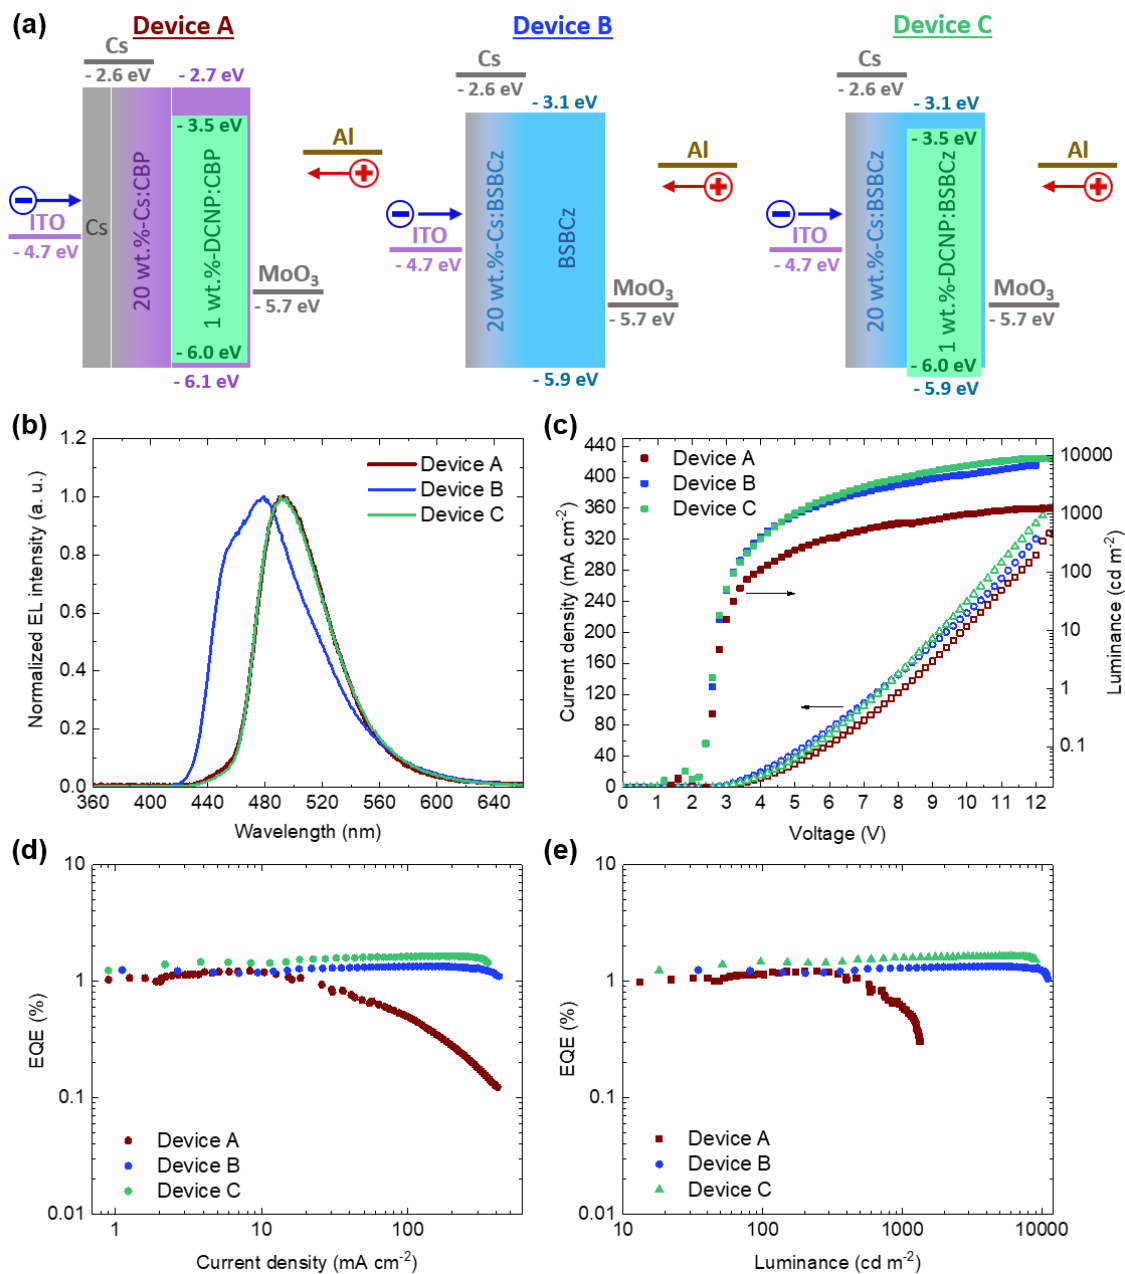 (a)
Device A
Device B
Device C
Cs
- 2.6 eV
- 2.7 eV
- 3.5 eV
Al
ITO
- 4.7 eV
Cs
20 wt.%-Cs:CBP
1 wt.%-DCNP:CBP
MoO3
- 5.7 eV
- 6.0 eV
- 6.1 eV
Cs
- 2.6 eV
- 3.1 eV
Al
ITO
- 4.7 eV
20 wt.%-Cs:BSBCz
BSBCz
MoO3
- 5.7 eV
- 5.9 eV
Cs
- 2.6 eV
- 3.1 eV
- 3.5 eV
Al
ITO
- 4.7 eV
20 wt.%-Cs:BSBCz
1 wt.%-DCNP:BSBCz
MoO3
- 5.7 eV
- 6.0 eV
- 5.9 eV
(b)
1.2
1.0
0.8
0.6
0.4
0.2
0.0
Normalized EL intensity (a. u.)
Device A
Device B
Device C
360 400 440 480 520 560 600 640
Wavelength (nm)
(c)
440
400
360
320
280
240
200
160
120
80
40
0
Current density (mA cm-2)
Device A
Device B
Device C
10000
1000
100
10
1
0.1
Luminance (cd m-2)
0 1 2 3 4 5 6 7 8 9 10 11 12
Voltage (V)
(d)
10
1
0.1
0.01
EQE (%)
Device A
Device B
Device C
1 10 100
Current density (mA cm-2)
(e)
10
1
0.1
0.01
EQE (%)
Device A
Device B
Device C
10 100 1000 10000
Luminance (cd m-2)